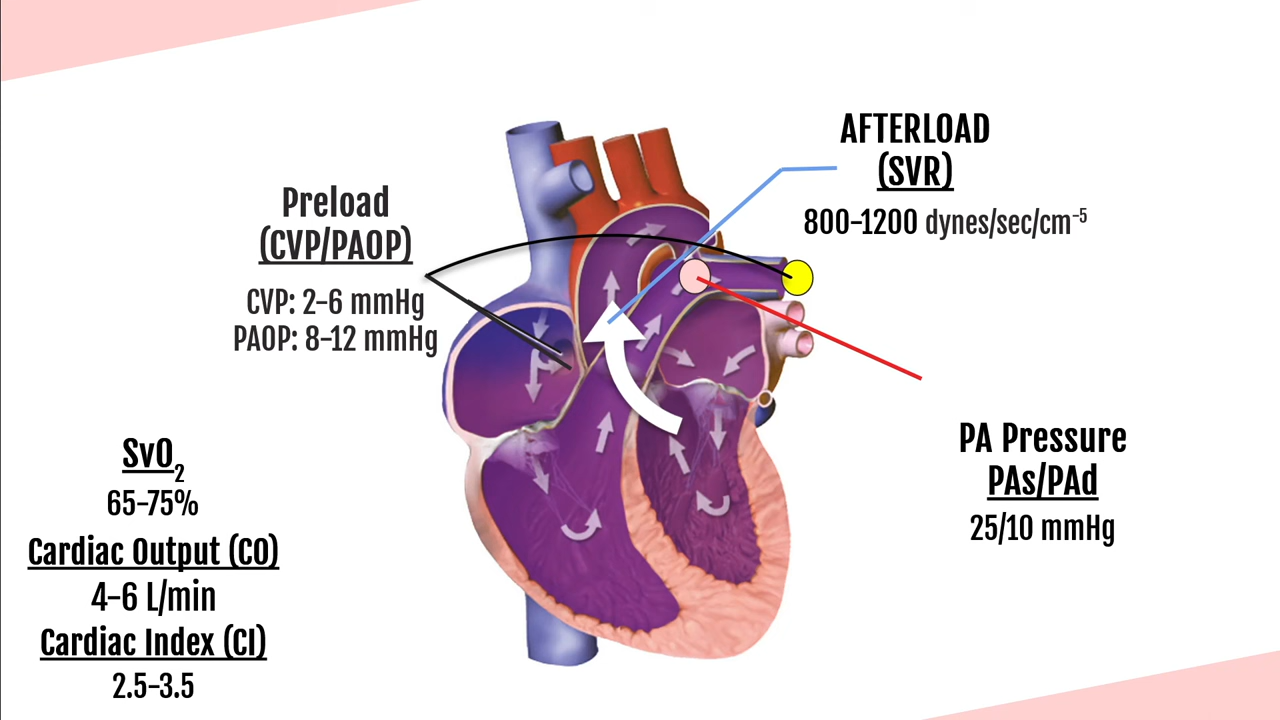 AFTERLOAD
(SVR)
800-1200 dynes/sec/cm⁻⁵
Preload
(CVP/PAOP)
CVP: 2-6 mmHg
PAOP: 8-12 mmHg
PA Pressure
PAs/PAd
25/10 mmHg
SvO₂
65-75%
Cardiac Output (CO)
4-6 L/min
Cardiac Index (CI)
2.5-3.5